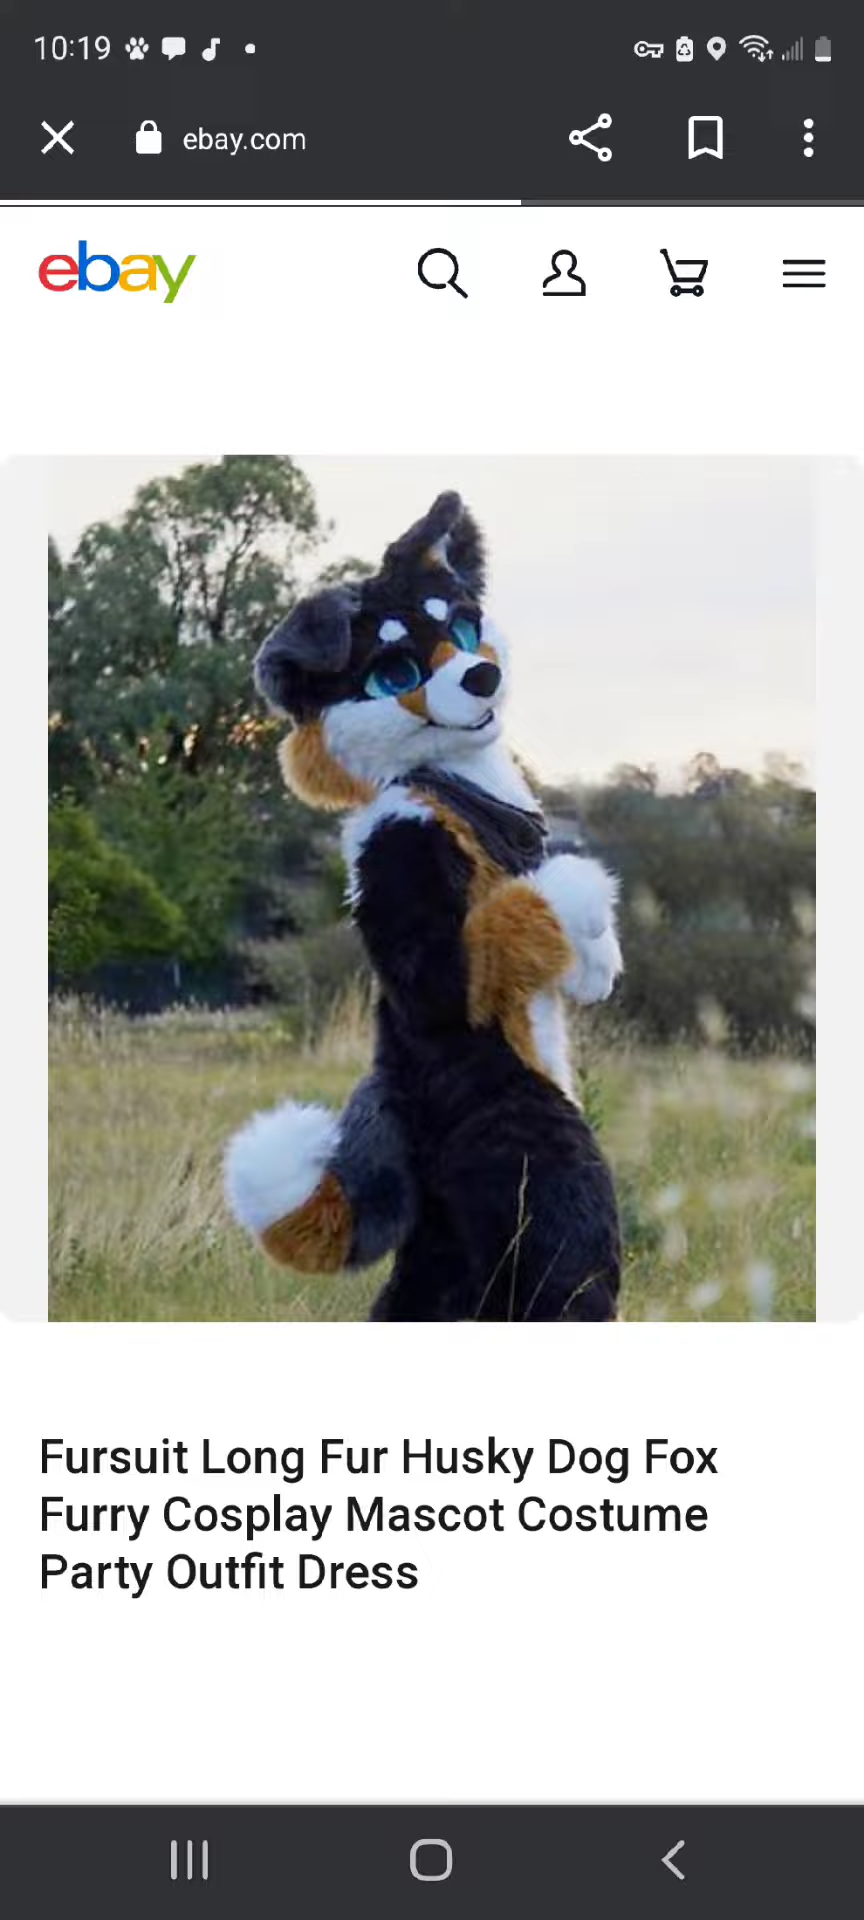 10:19
ebay.com
ebay
Fursuit Long Fur Husky Dog Fox
Furry Cosplay Mascot Costume
Party Outfit Dress